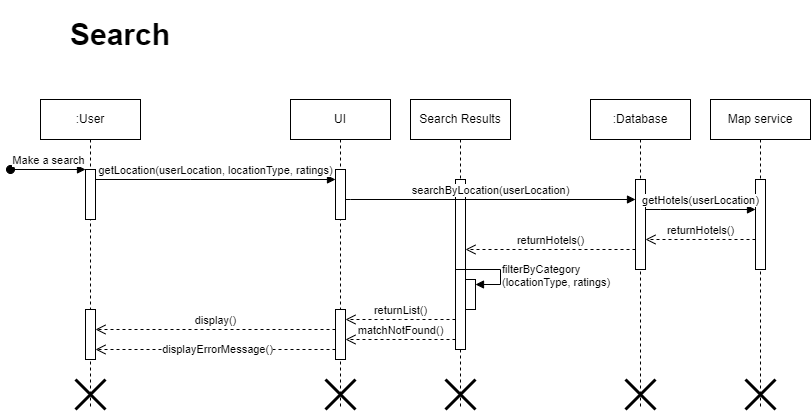 Search
:User
UI
Search Results
:Database
Map service
Make a search
getLocation(userLocation, locationType, ratings)
searchByLocation(userLocation)
getHotels(userLocation)
returnHotels()
returnHotels()
filterByCategory
(locationType, ratings)
returnList()
display()
matchNotFound()
displayErrorMessage()